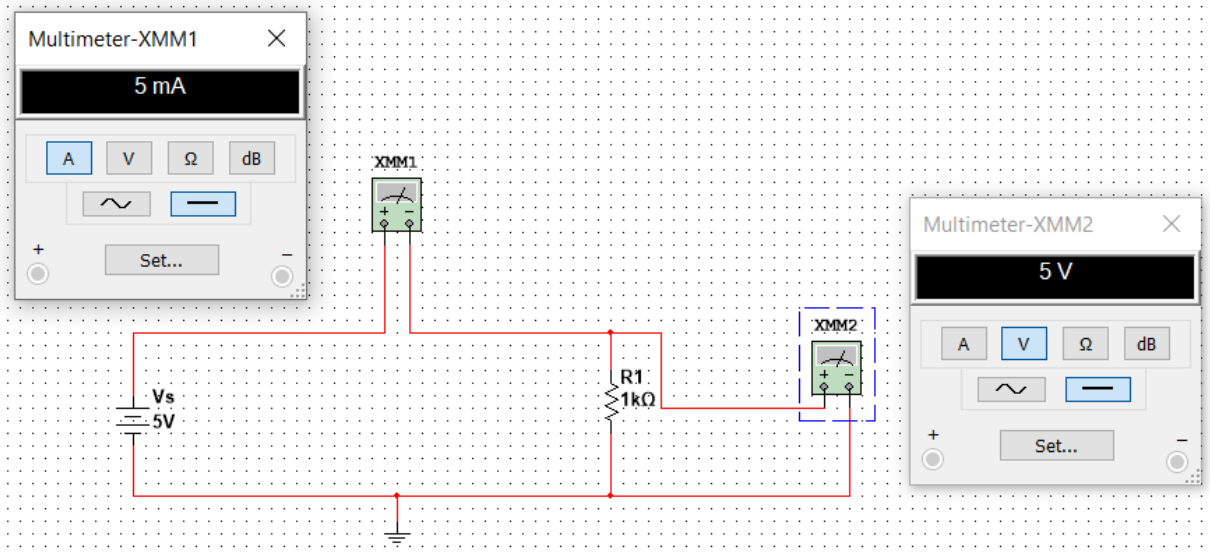 Multimeter-XMM1
5 mA
A V Ω dB
+ Set... −
XMM1
+ −
Multimeter-XMM2
5 V
A V Ω dB
+ Set... −
XMM2
+ −
R1
1kΩ
Vs
5V